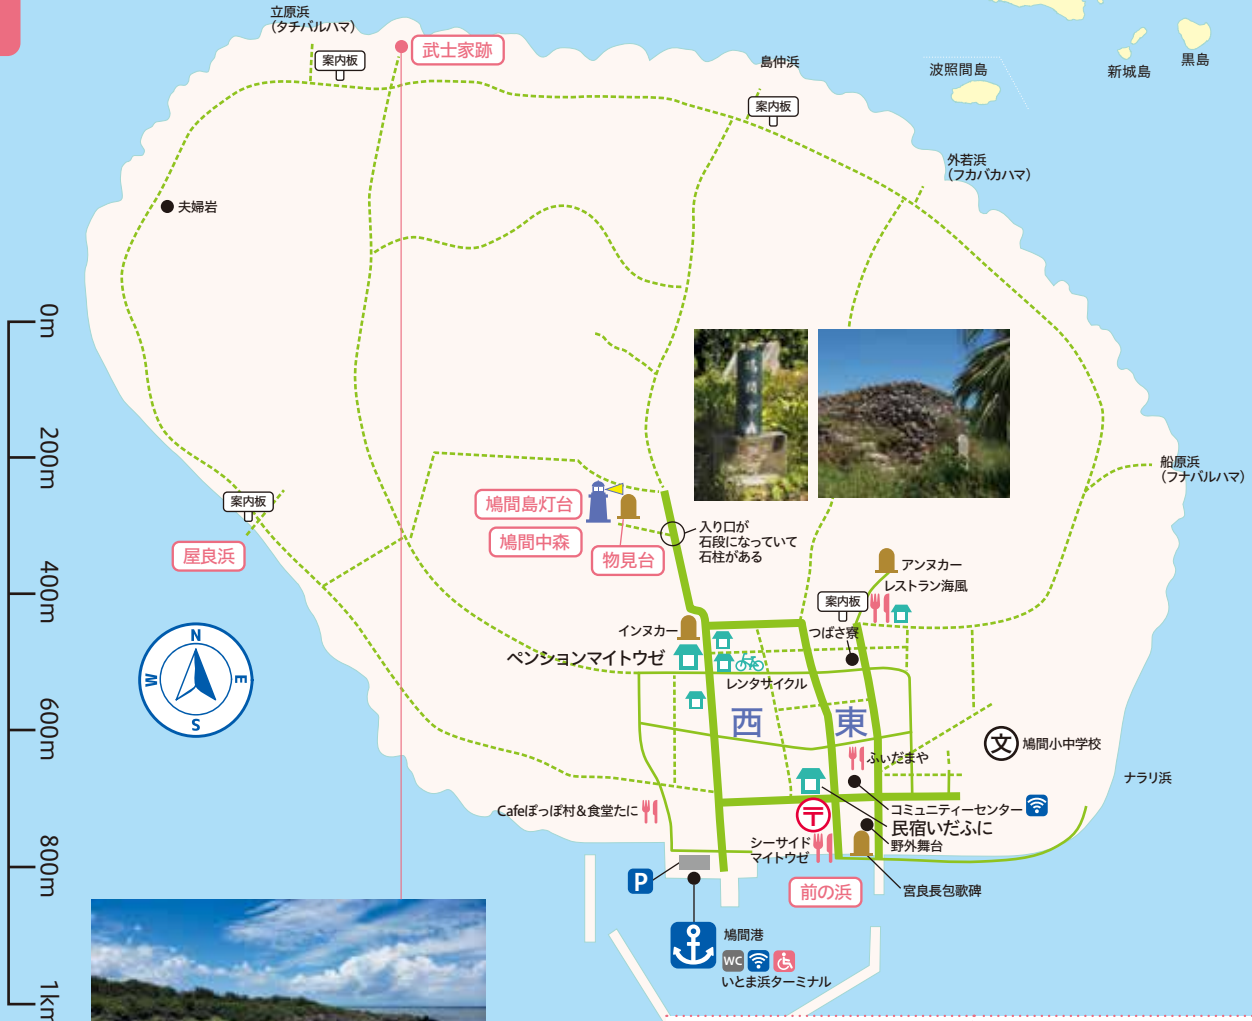 立原浜
（タチバルハマ）
案内板
武士家跡
島仲浜
案内板
波照間島
新城島
黒島
外若浜
（フカバカハマ）
夫婦岩
0m
200m
400m
600m
800m
1km
船原浜
（フナバルハマ）
案内板
屋良浜
鳩間島灯台
鳩間中森
物見台
入り口が
石段になっていて
石柱がある
アンヌカー
レストラン海風
案内板
つばさ寮
インヌカー
ペンションマイトウゼ
レンタサイクル
N
W
E
S
西
東
文
鳩間小中学校
ふいだまや
ナラリ浜
コミュニティーセンター
民宿いだふに
野外舞台
Cafeぽっぽ村＆食堂たに
〒
シーサイド
マイトウゼ
前の浜
宮良長包歌碑
P
鳩間港
WC
いとま浜ターミナル